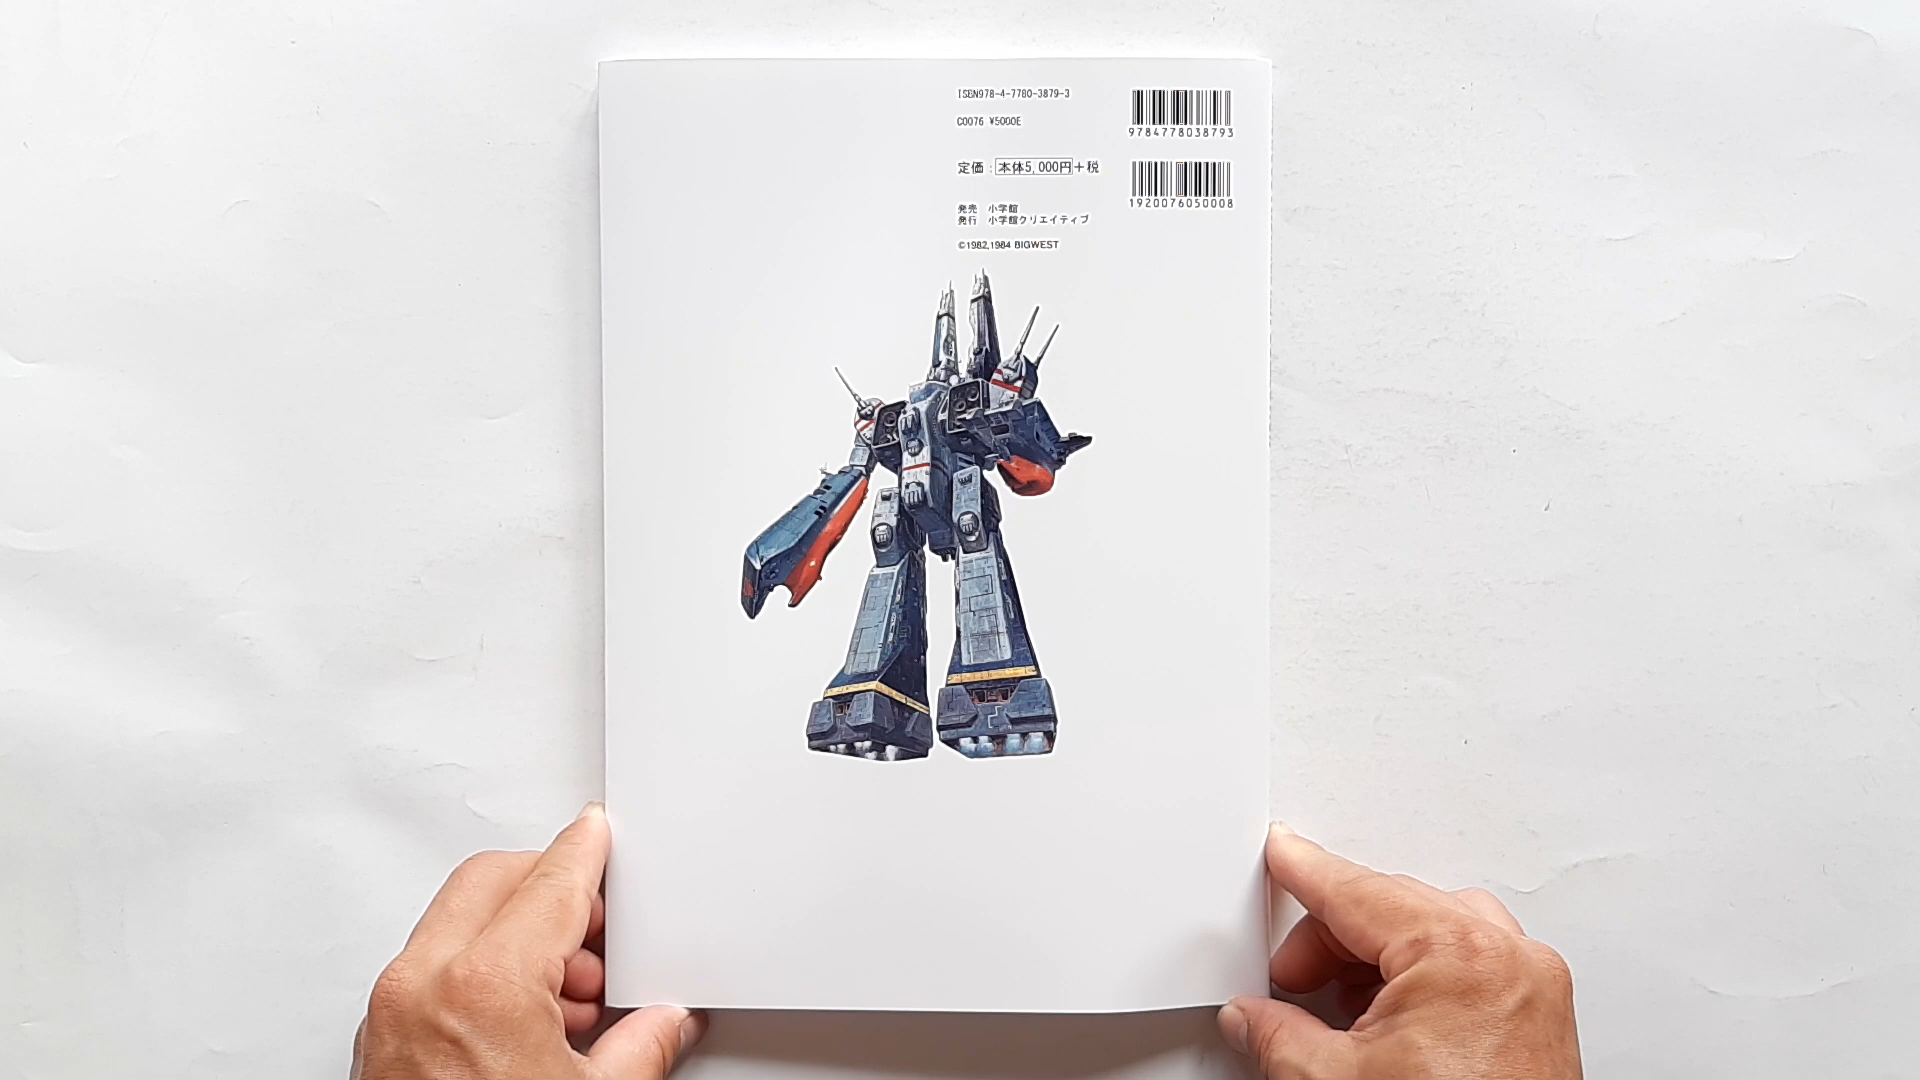 ISBN978-4-7780-3879-3
C0076 ¥5000E
9784778038793
定価：本体5,000円＋税
1920076050008
発売　小学館
発行　小学館クリエイティブ
©1982,1984 BIGWEST